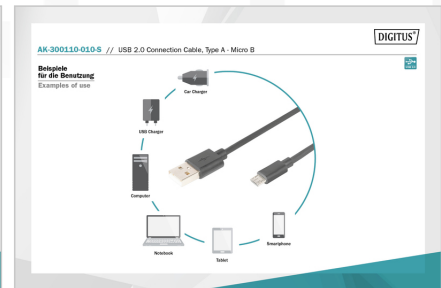 DIGITUS®
AK-300110-010-S // USB 2.0 Connection Cable, Type A - Micro B
Beispiele
für die Benutzung
Examples of use
Car Charger
USB Charger
Computer
Notebook
Tablet
Smartphone